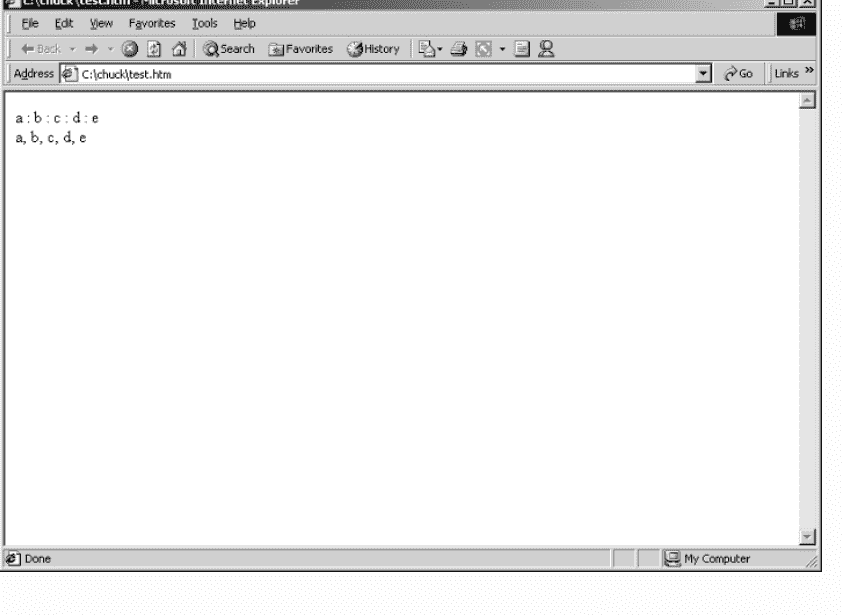 C:\chuck\test.htm - Microsoft Internet Explorer
File Edit View Favorites Tools Help
Back Search Favorites History
Address C:\chuck\test.htm Go Links »
a : b : c : d : e
a, b, c, d, e
Done My Computer